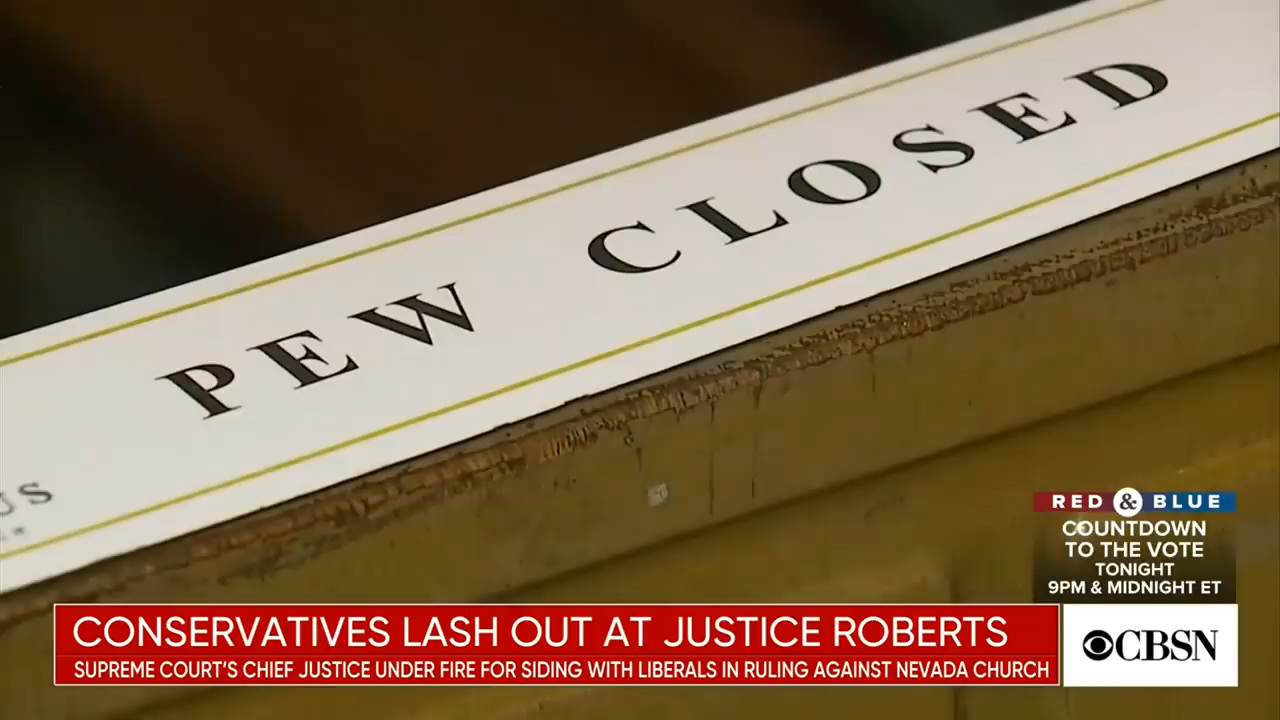 PEW CLOSED
RED & BLUE
COUNTDOWN
TO THE VOTE
TONIGHT
9PM & MIDNIGHT ET
CONSERVATIVES LASH OUT AT JUSTICE ROBERTS
SUPREME COURT'S CHIEF JUSTICE UNDER FIRE FOR SIDING WITH LIBERALS IN RULING AGAINST NEVADA CHURCH
CBSN